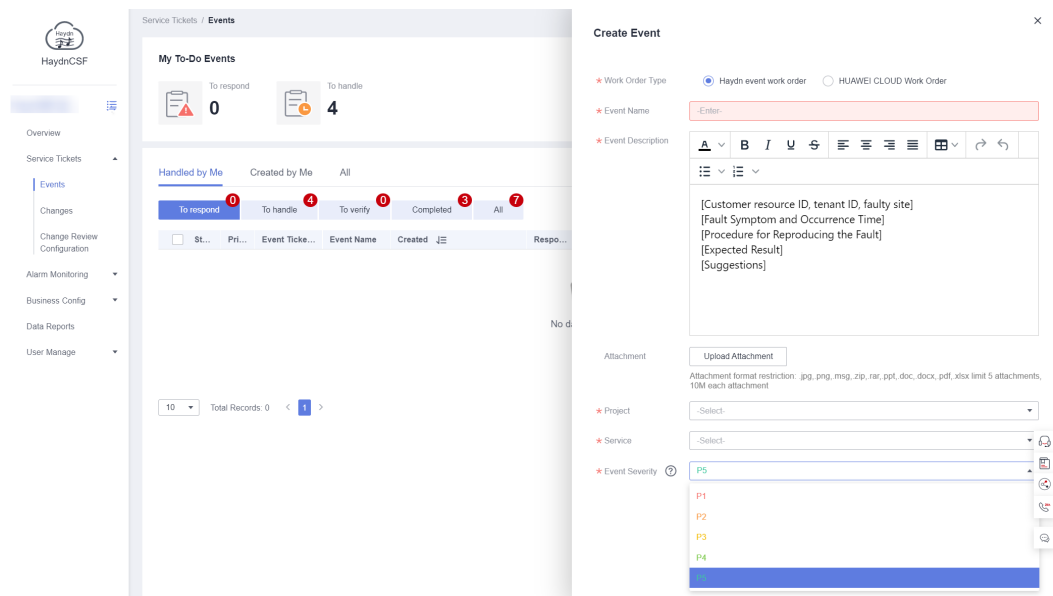 Haydn
HaydnCSF
Overview
Service Tickets
Events
Changes
Change Review
Configuration
Alarm Monitoring
Business Config
Data Reports
User Manage
Service Tickets / Events
My To-Do Events
To respond
0
To handle
4
Handled by Me
Created by Me
All
To respond 0
To handle 4
To verify 0
Completed 3
All 7
St...
Pri...
Event Ticke...
Event Name
Created
Respo...
No d
10
Total Records: 0
1
Create Event
* Work Order Type
Haydn event work order
HUAWEI CLOUD Work Order
* Event Name
-Enter-
* Event Description
A
B
I
U
S
[Customer resource ID, tenant ID, faulty site]
[Fault Symptom and Occurrence Time]
[Procedure for Reproducing the Fault]
[Expected Result]
[Suggestions]
Attachment
Upload Attachment
Attachment format restriction: .jpg, png, msg, zip, rar, ppt, doc, docx, pdf, xlsx limit 5 attachments,
10M each attachment
* Project
-Select-
* Service
-Select-
* Event Severity ?
P5
P1
P2
P3
P4
P5